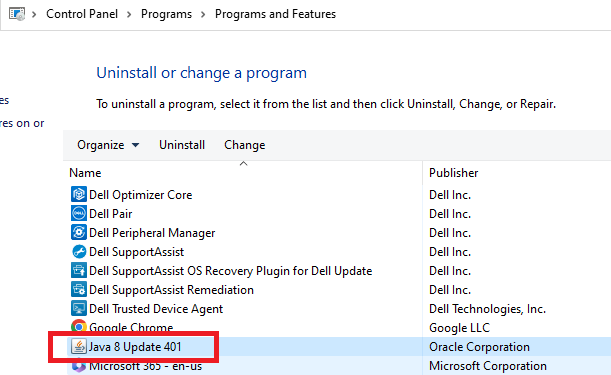 Control Panel > Programs > Programs and Features
Uninstall or change a program
es
To uninstall a program, select it from the list and then click Uninstall, Change, or Repair.
res on or
Organize Uninstall Change
Name Publisher
Dell Optimizer Core Dell Inc.
DELL Dell Pair Dell Inc.
Dell Peripheral Manager Dell Inc.
Dell SupportAssist Dell Inc.
Dell SupportAssist OS Recovery Plugin for Dell Update Dell Inc.
Dell SupportAssist Remediation Dell Inc.
Dell Trusted Device Agent Dell Technologies, Inc.
Google Chrome Google LLC
Java 8 Update 401 Oracle Corporation
Microsoft 365 - en-us Microsoft Corporation